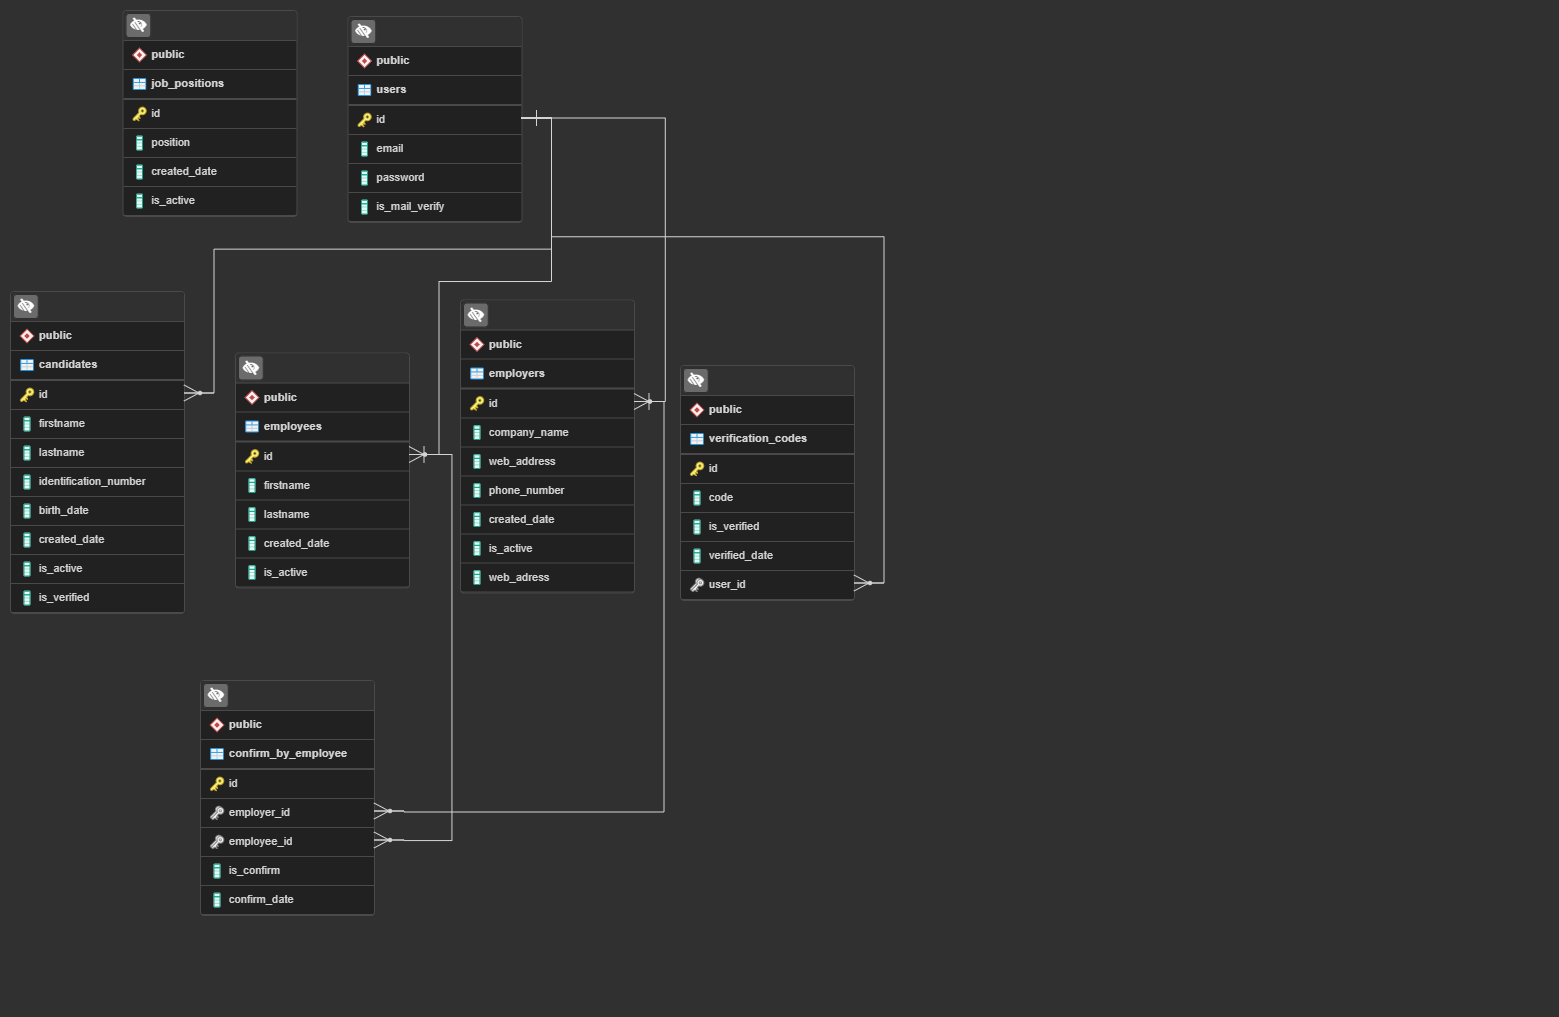 public
job_positions
id
position
created_date
is_active
public
users
id
email
password
is_mail_verify
public
candidates
id
firstname
lastname
identification_number
birth_date
created_date
is_active
is_verified
public
employees
id
firstname
lastname
created_date
is_active
public
employers
id
company_name
web_address
phone_number
created_date
is_active
web_adress
public
verification_codes
id
code
is_verified
verified_date
user_id
public
confirm_by_employee
id
employer_id
employee_id
is_confirm
confirm_date